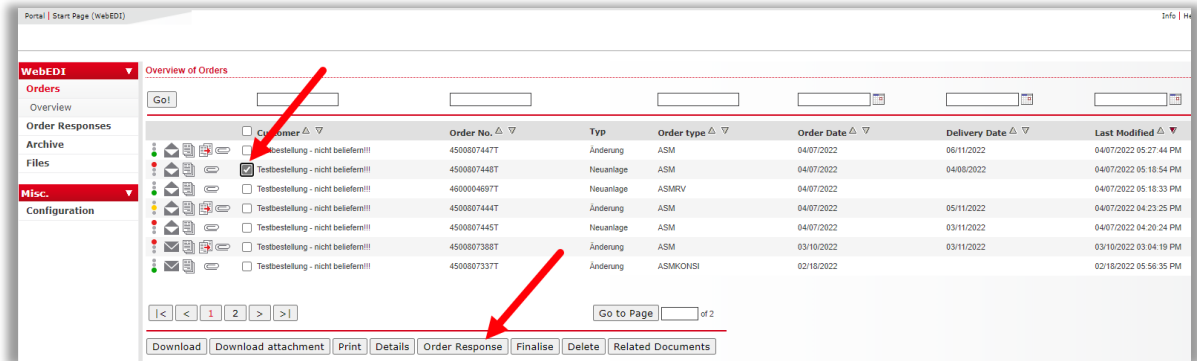 Portal | Start Page (WebEDI) Info |
WebEDI Overview of Orders
Orders
Overview Go!
Order Responses
Archive Customer Order No. Typ Order type Order Date Delivery Date Last Modified
Files Testbestellung - nicht beliefern!!! 4500807447T Änderung ASM 04/07/2022 06/11/2022 04/07/2022 05:27:44 PM
Testbestellung - nicht beliefern!!! 4500807448T Neuanlage ASM 04/07/2022 04/08/2022 04/07/2022 05:18:54 PM
Misc. Testbestellung - nicht beliefern!!! 4600004697T Neuanlage ASMRV 04/07/2022 04/07/2022 05:18:33 PM
Configuration Testbestellung - nicht beliefern!!! 4500807444T Änderung ASM 04/07/2022 05/11/2022 04/07/2022 04:23:25 PM
Testbestellung - nicht beliefern!!! 4500807445T Neuanlage ASM 04/07/2022 03/11/2022 04/07/2022 04:20:24 PM
Testbestellung - nicht beliefern!!! 4500807388T Änderung ASM 03/10/2022 03/11/2022 03/10/2022 03:04:19 PM
Testbestellung - nicht beliefern!!! 4500807337T Änderung ASMKONSI 02/18/2022 02/18/2022 05:56:35 PM
|< < 1 2 > >| Go to Page of 2
Download Download attachment Print Details Order Response Finalise Delete Related Documents